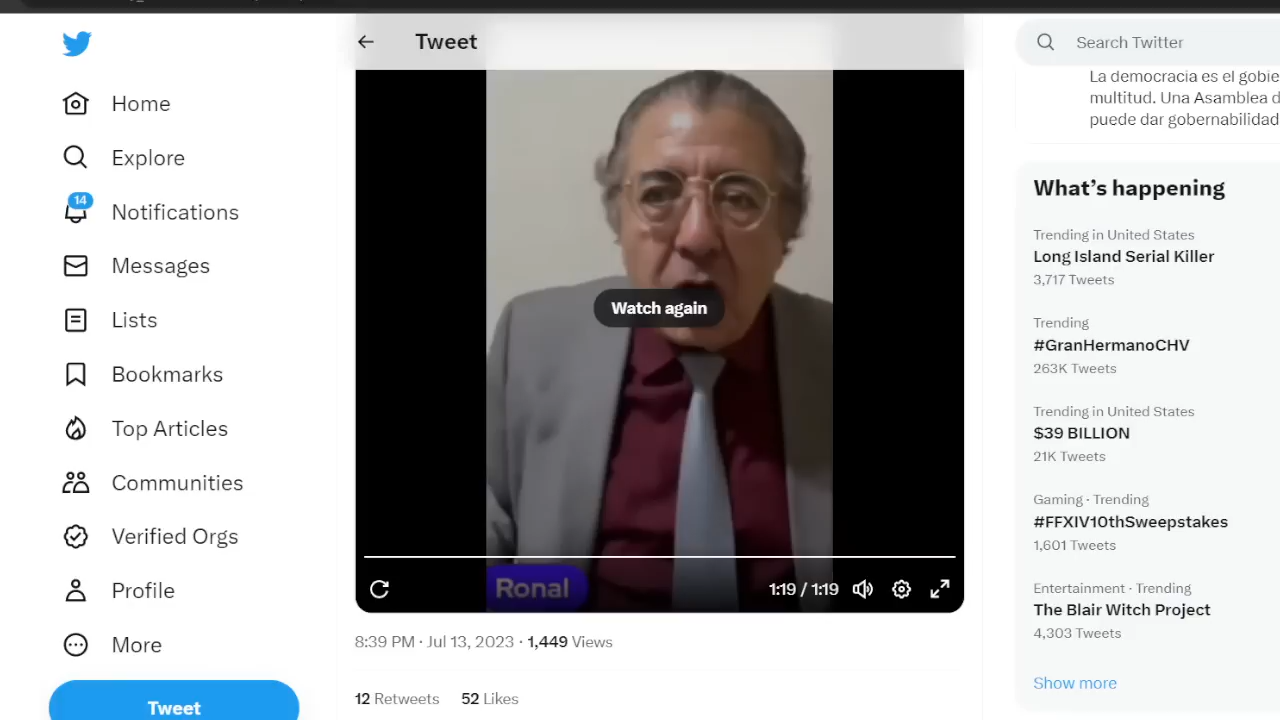 Tweet
Search Twitter
Home
Explore
14
Notifications
Messages
Lists
Bookmarks
Top Articles
Communities
Verified Orgs
Profile
More
Tweet
Watch again
Ronal
1:19 / 1:19
8:39 PM · Jul 13, 2023 · 1,449 Views
12 Retweets 52 Likes
La democracia es el gobie
multitud. Una Asamblea d
puede dar gobernabilidad
What's happening
Trending in United States
Long Island Serial Killer
3,717 Tweets
Trending
#GranHermanoCHV
263K Tweets
Trending in United States
$39 BILLION
21K Tweets
Gaming · Trending
#FFXIV10thSweepstakes
1,601 Tweets
Entertainment · Trending
The Blair Witch Project
4,303 Tweets
Show more